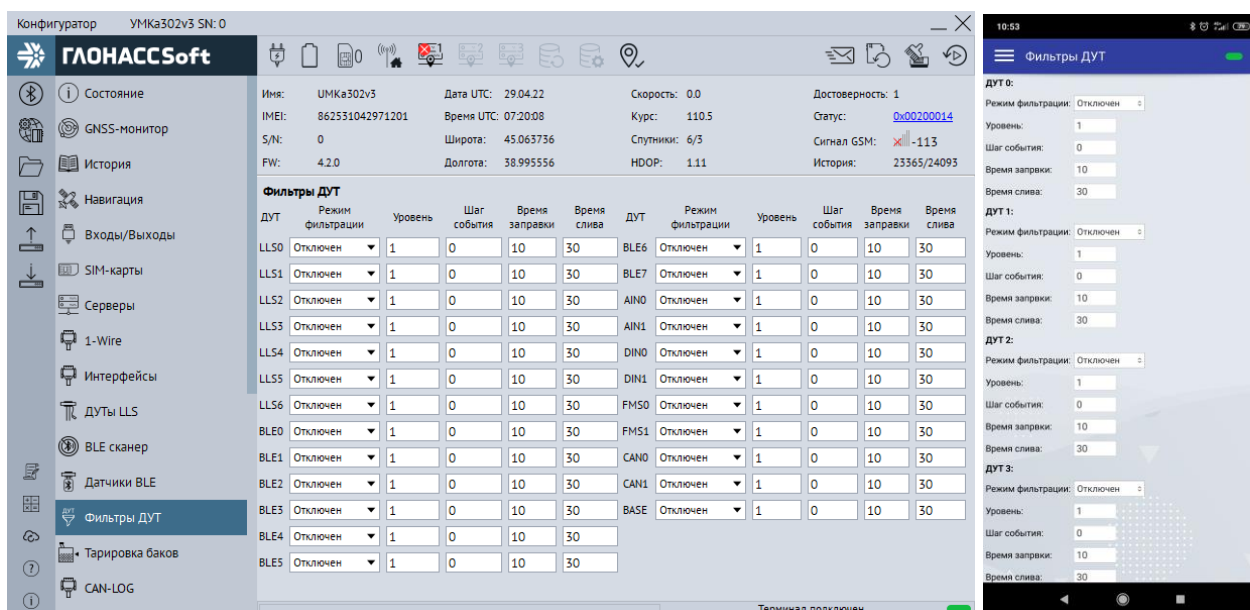 Конфигуратор УМКа302v3 SN: 0
ГЛОНАССSoft
0
1
Состояние
GNSS-монитор
История
Навигация
Входы/Выходы
SIM-карты
Серверы
1-Wire
Интерфейсы
ДУТы LLS
BLE сканер
Датчики BLE
Фильтры ДУТ
Тарировка баков
CAN-LOG
Имя: UMKa302v3 Дата UTC: 29.04.22 Скорость: 0.0 Достоверность: 1
IMEI: 862531042971201 Время UTC: 07:20:08 Курс: 110.5 Статус: 0x00200014
S/N: 0 Широта: 45.063736 Спутники: 6/3 Сигнал GSM: -113
FW: 4.2.0 Долгота: 38.995556 HDOP: 1.11 История: 23365/24093
Фильтры ДУТ
ДУТ Режим фильтрации Уровень Шаг события Время заправки Время слива ДУТ Режим фильтрации Уровень Шаг события Время заправки Время слива
LLS0 Отключен 1 0 10 30 BLE6 Отключен 1 0 10 30
LLS1 Отключен 1 0 10 30 BLE7 Отключен 1 0 10 30
LLS2 Отключен 1 0 10 30 AIN0 Отключен 1 0 10 30
LLS3 Отключен 1 0 10 30 AIN1 Отключен 1 0 10 30
LLS4 Отключен 1 0 10 30 DIN0 Отключен 1 0 10 30
LLS5 Отключен 1 0 10 30 DIN1 Отключен 1 0 10 30
LLS6 Отключен 1 0 10 30 FMS0 Отключен 1 0 10 30
BLE0 Отключен 1 0 10 30 FMS1 Отключен 1 0 10 30
BLE1 Отключен 1 0 10 30 CAN0 Отключен 1 0 10 30
BLE2 Отключен 1 0 10 30 CAN1 Отключен 1 0 10 30
BLE3 Отключен 1 0 10 30 BASE Отключен 1 0 10 30
BLE4 Отключен 1 0 10 30
BLE5 Отключен 1 0 10 30
Терминал подключен
10:53
Фильтры ДУТ
ДУТ 0:
Режим фильтрации: Отключен
Уровень: 1
Шаг события: 0
Время запрвки: 10
Время слива: 30
ДУТ 1:
Режим фильтрации: Отключен
Уровень: 1
Шаг события: 0
Время запрвки: 10
Время слива: 30
ДУТ 2:
Режим фильтрации: Отключен
Уровень: 1
Шаг события: 0
Время запрвки: 10
Время слива: 30
ДУТ 3:
Режим фильтрации: Отключен
Уровень: 1
Шаг события: 0
Время запрвки: 10
Время слива: 30